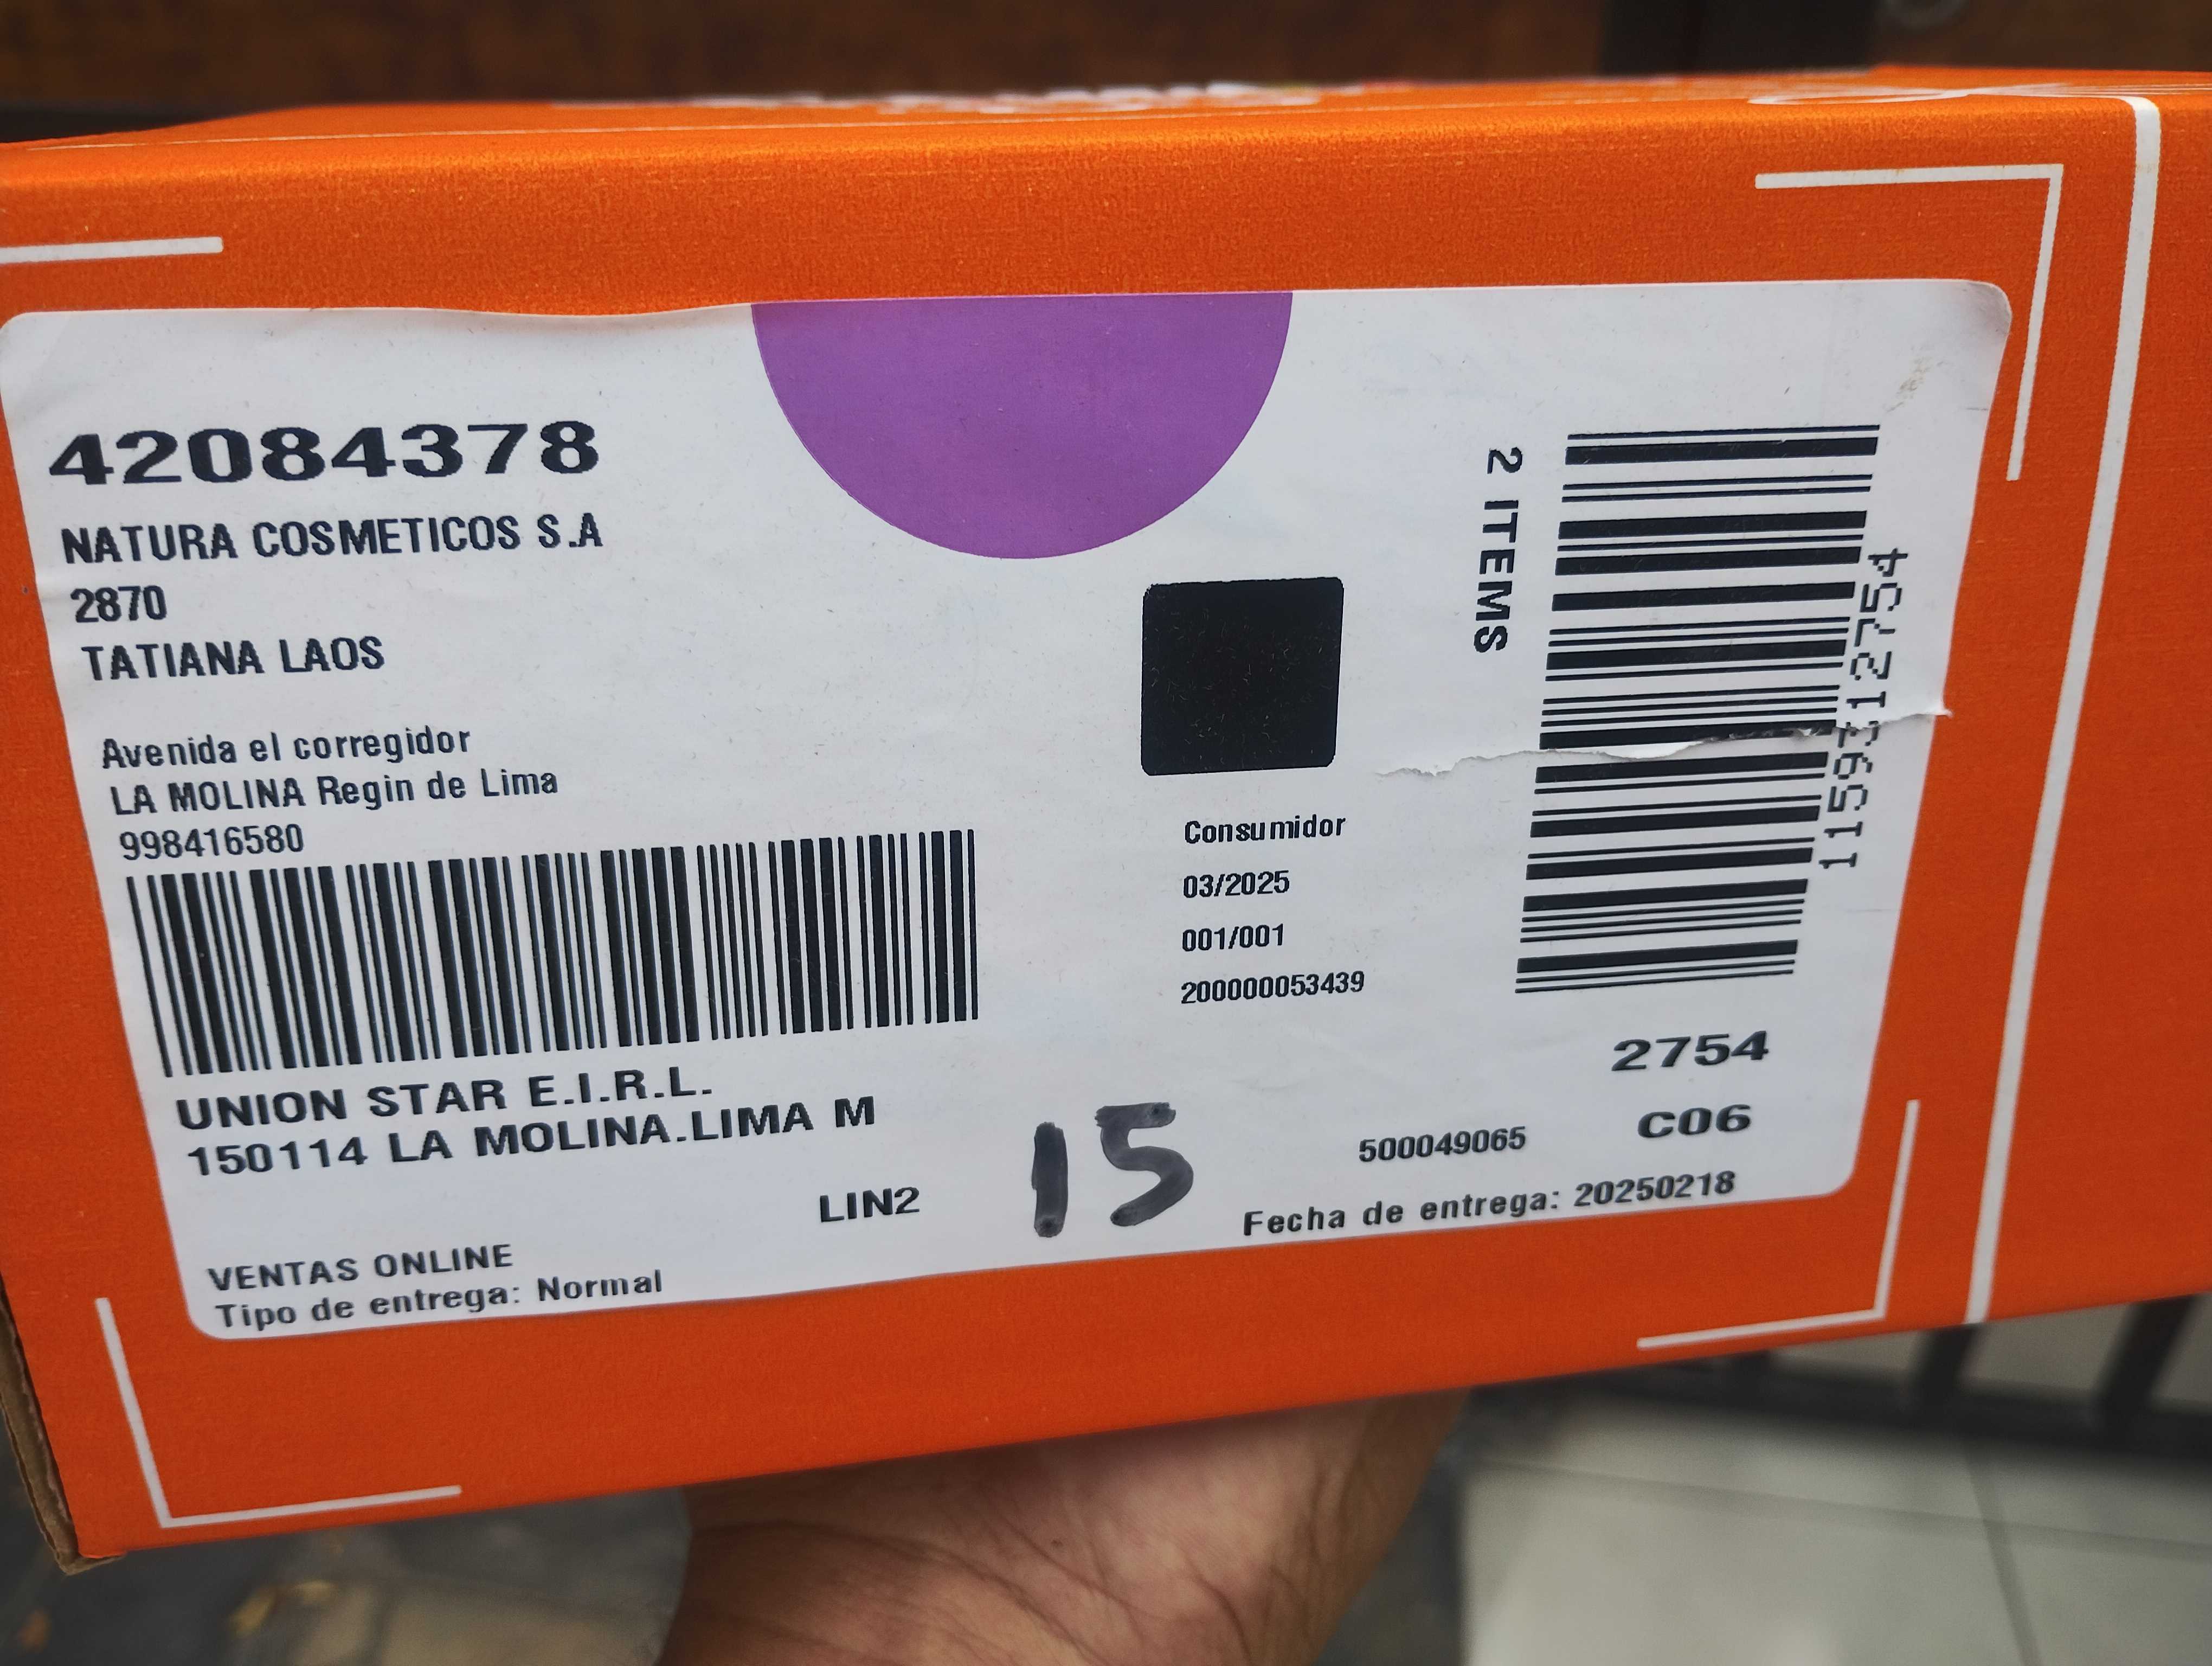 42084378
NATURA COSMETICOS S.A
2870
TATIANA LAOS
Avenida el corregidor
LA MOLINA Regin de Lima
998416580
UNION STAR E.I.R.L.
150114 LA MOLINA.LIMA M
LIN2
VENTAS ONLINE
Tipo de entrega: Normal
15
Consumidor
03/2025
001/001
200000053439
2 ITEMS
1159312754
2754
C06
500049065
Fecha de entrega: 20250218